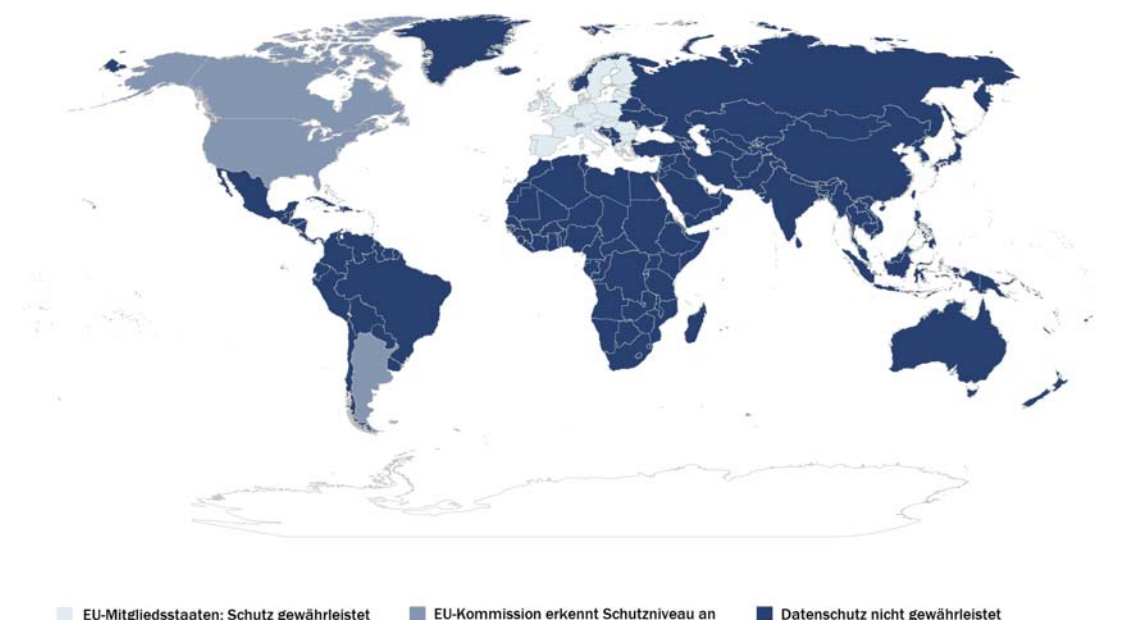 EU-Mitgliedsstaaten: Schutz gewährleistet
EU-Kommission erkennt Schutzniveau an
Datenschutz nicht gewährleistet